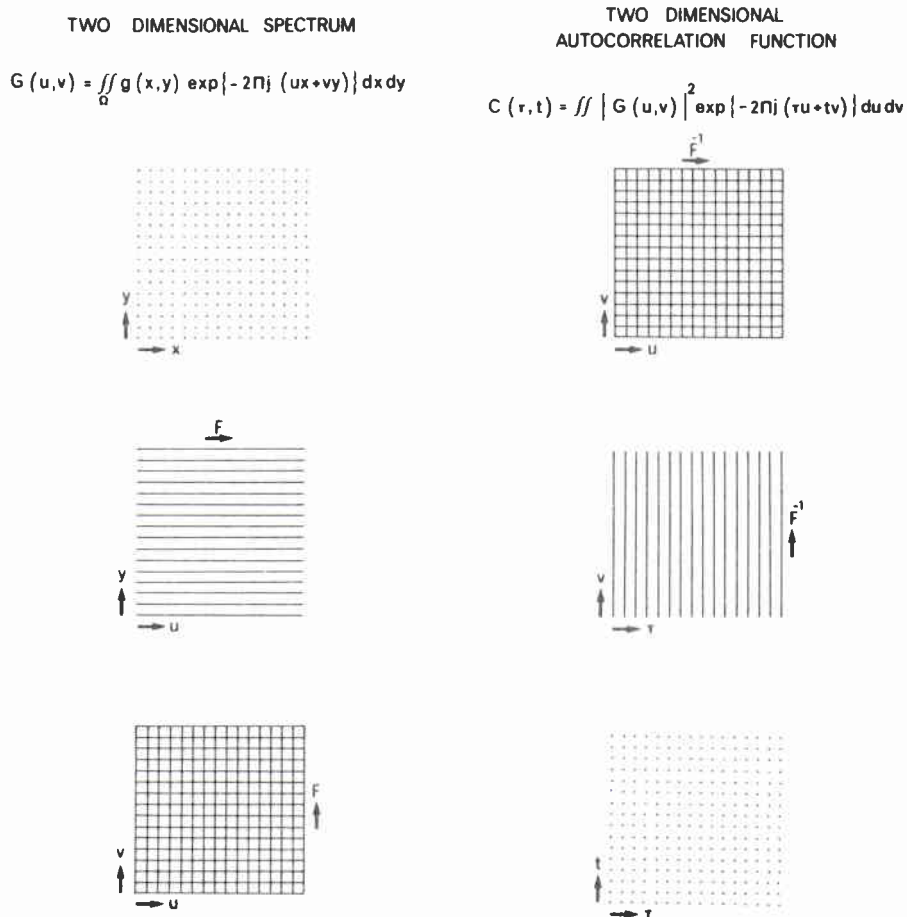 TWO DIMENSIONAL SPECTRUM
G (u,v) = ∬ g (x,y) exp{-2Πj (ux+vy)} dx dy
Ω
y
x
F
y
u
F
v
u
TWO DIMENSIONAL
AUTOCORRELATION FUNCTION
C (τ,t) = ∬ | G (u,v) |² exp{-2Πj (τu+tv)} du dv
F⁻¹
v
u
F⁻¹
v
τ
t
τ